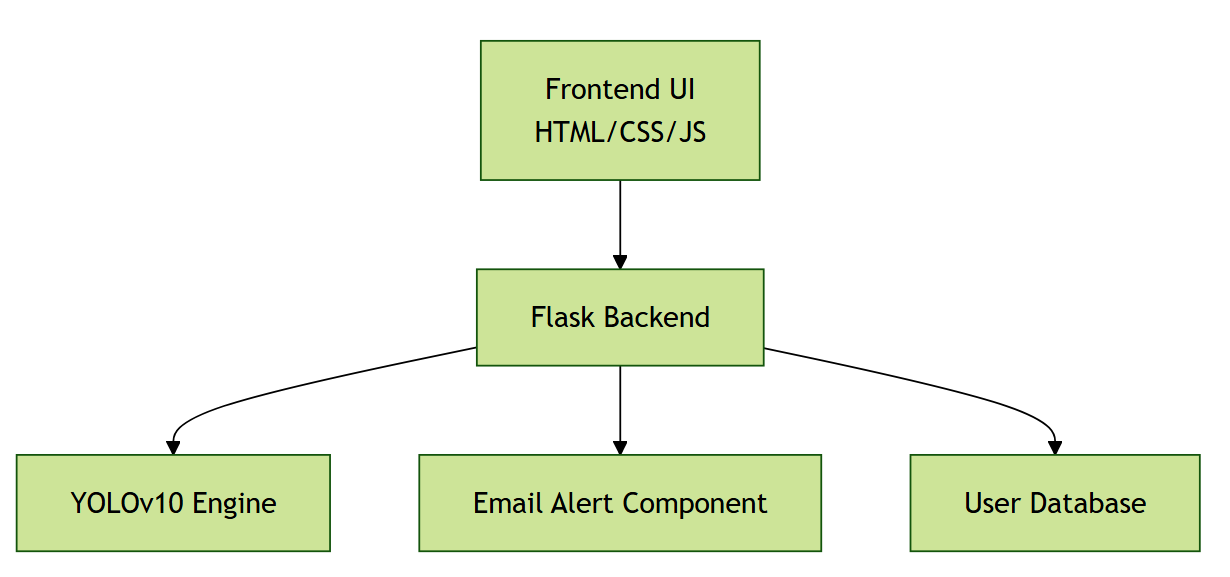 Frontend UI
HTML/CSS/JS
Flask Backend
YOLOv10 Engine
Email Alert Component
User Database